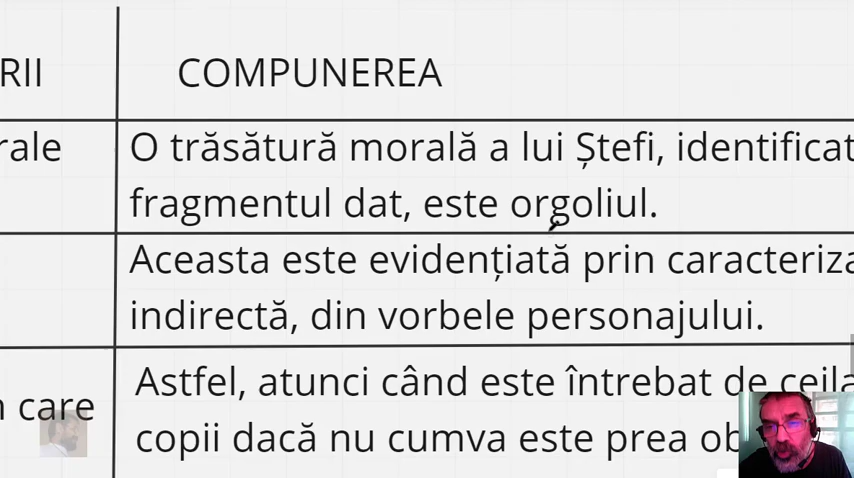 RII COMPUNEREA
rale O trăsătură morală a lui Ștefi, identificat
fragmentul dat, este orgoliul.
Aceasta este evidențiată prin caracteriza
indirectă, din vorbele personajului.
Astfel, atunci când este întrebat de ceila
n care copii dacă nu cumva este prea ob